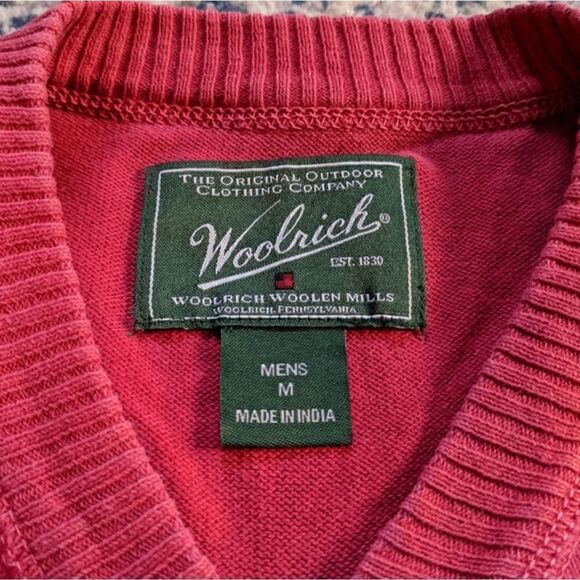 THE ORIGINAL OUTDOOR
CLOTHING COMPANY
Woolrich®
EST. 1830
WOOLRICH WOOLEN MILLS
WOOLRICH, PENNSYLVANIA
MENS
M
MADE IN INDIA